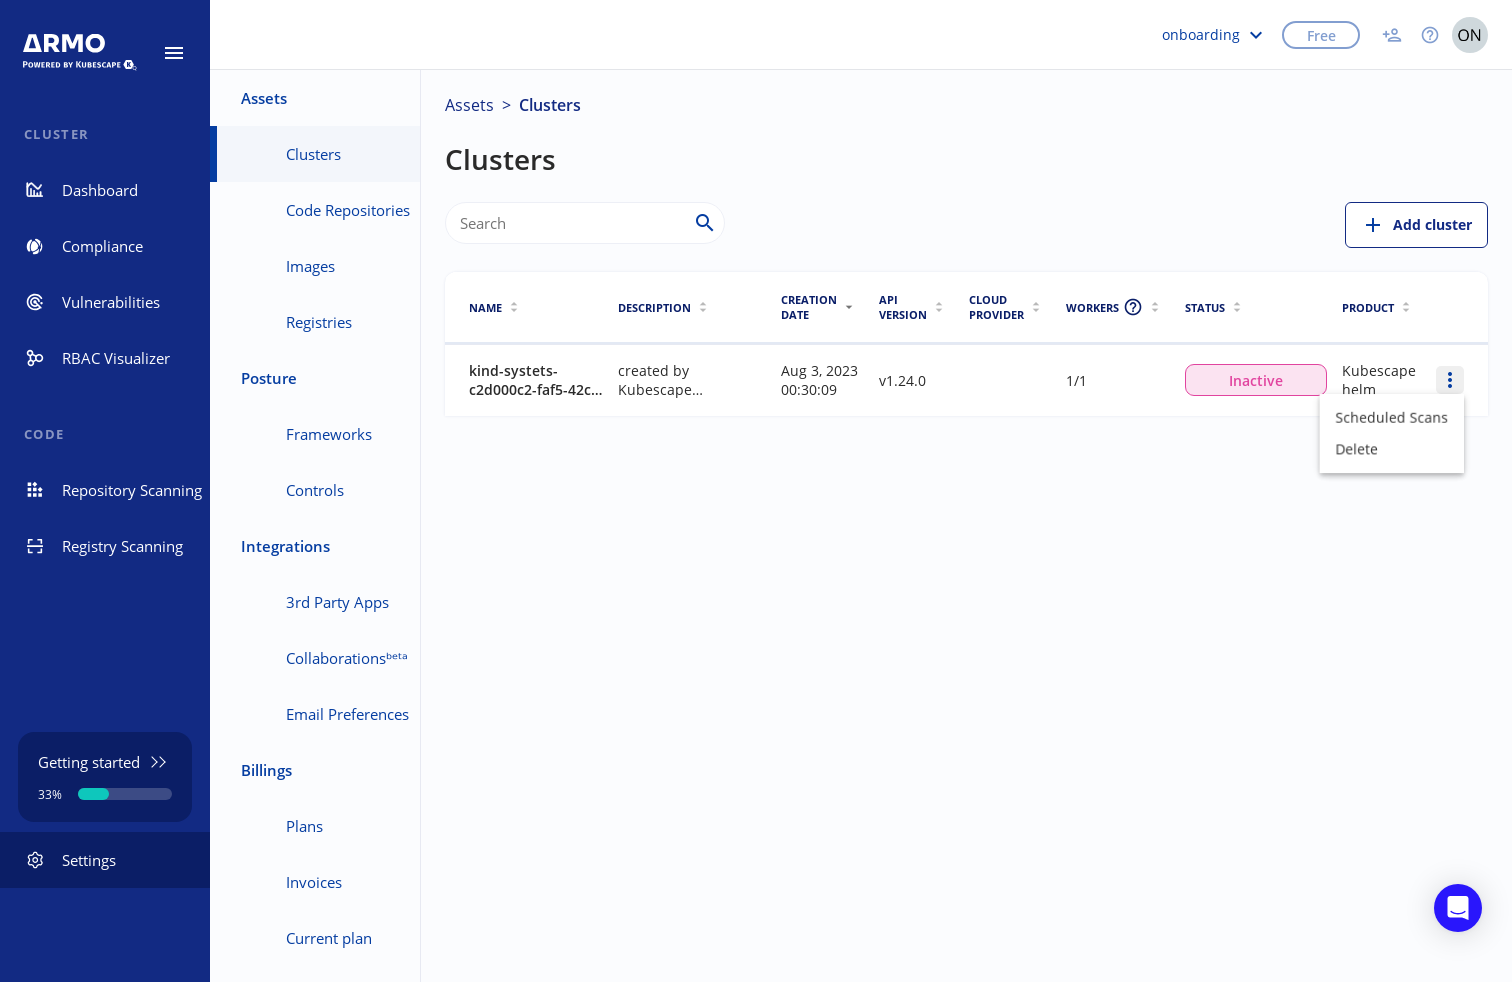 ARMO
POWERED BY KUBESCAPE
onboarding
Free
ON
CLUSTER
Dashboard
Compliance
Vulnerabilities
RBAC Visualizer
CODE
Repository Scanning
Registry Scanning
Getting started
33%
Settings
Assets
Clusters
Code Repositories
Images
Registries
Posture
Frameworks
Controls
Integrations
3rd Party Apps
Collaborationsbeta
Email Preferences
Billings
Plans
Invoices
Current plan
Assets > Clusters
Clusters
Search
Add cluster
NAME
DESCRIPTION
CREATION
DATE
API
VERSION
CLOUD
PROVIDER
WORKERS
STATUS
PRODUCT
kind-systets-
c2d000c2-faf5-42c...
created by
Kubescape...
Aug 3, 2023
00:30:09
v1.24.0
1/1
Inactive
Kubescape
helm
Scheduled Scans
Delete